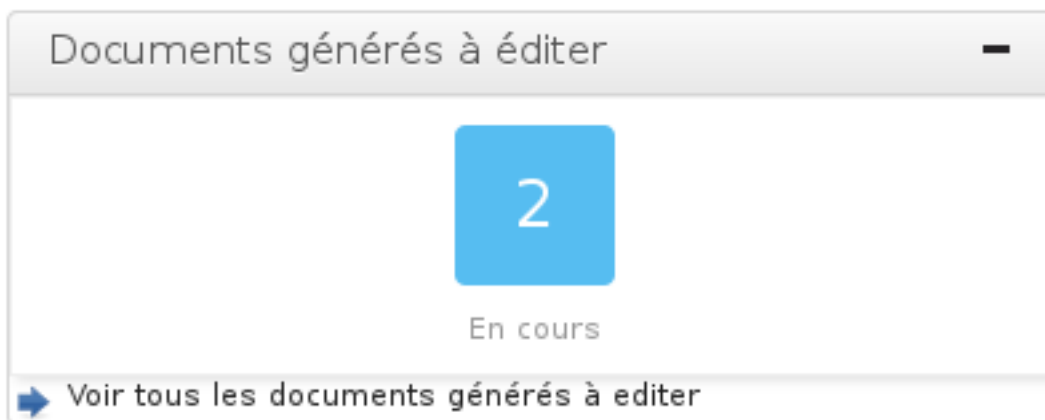 Documents générés à éditer
2
En cours
Voir tous les documents générés à editer